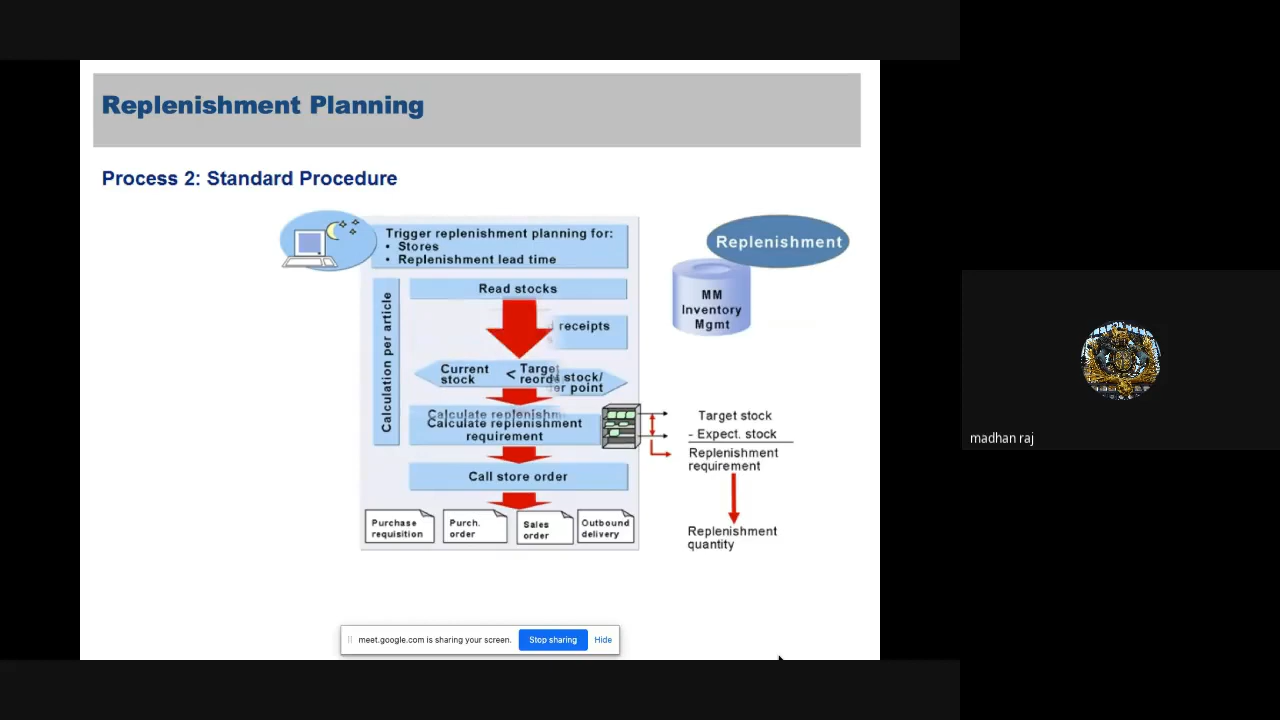 Replenishment Planning
Process 2: Standard Procedure
Trigger replenishment planning for:
• Stores
• Replenishment lead time
Replenishment
Calculation per article
Read stocks
MM
Inventory
Mgmt
receipts
Current
stock
<
stock/
point
Calculate replenishment
requirement
Target stock
- Expect. stock
Replenishment
requirement
Call store order
Purchase
requisition
Purch.
order
Sales
order
Outbound
delivery
Replenishment
quantity
madhan raj
meet.google.com is sharing your screen.
Stop sharing
Hide